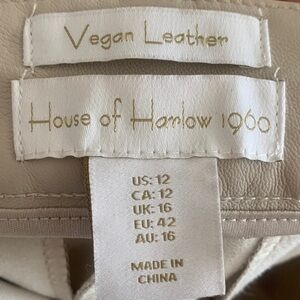 Vegan Leather
House of Harlow 1960
US: 12
CA: 12
UK: 16
EU: 42
AU: 16
MADE IN
CHINA